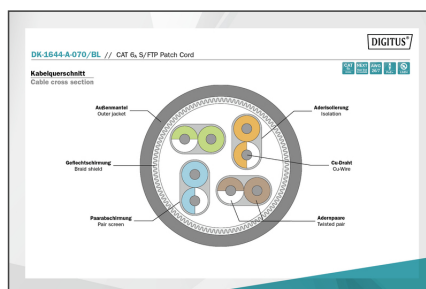 DIGITUS®
DK-1644-A-070/BL // CAT 6A S/FTP Patch Cord
Kabelquerschnitt
Cable cross section
Außenmantel
Outer jacket
Aderisolierung
Isolation
Geflechtschirmung
Braid shield
Cu-Draht
Cu-Wire
Paarabschirmung
Pair screen
Adernpaare
Twisted pair